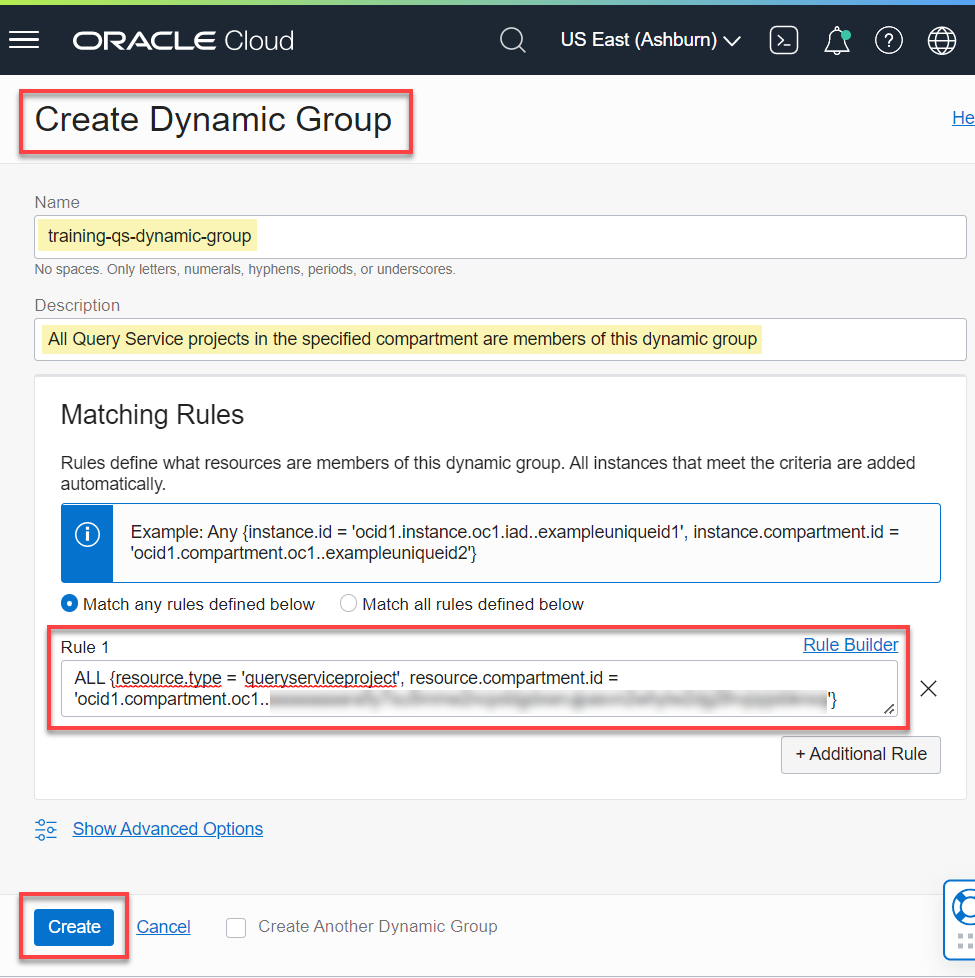 ORACLE Cloud
US East (Ashburn)
Create Dynamic Group
He
Name
training-qs-dynamic-group
No spaces. Only letters, numerals, hyphens, periods, or underscores.
Description
All Query Service projects in the specified compartment are members of this dynamic group
Matching Rules
Rules define what resources are members of this dynamic group. All instances that meet the criteria are added
automatically.
Example: Any {instance.id = 'ocid1.instance.oc1.iad..exampleuniqueid1', instance.compartment.id =
'ocid1.compartment.oc1..exampleuniqueid2'}
Match any rules defined below Match all rules defined below
Rule 1 Rule Builder
ALL {resource.type = 'queryserviceproject', resource.compartment.id =
'ocid1.compartment.oc1.. '}
+ Additional Rule
Show Advanced Options
Create Cancel Create Another Dynamic Group